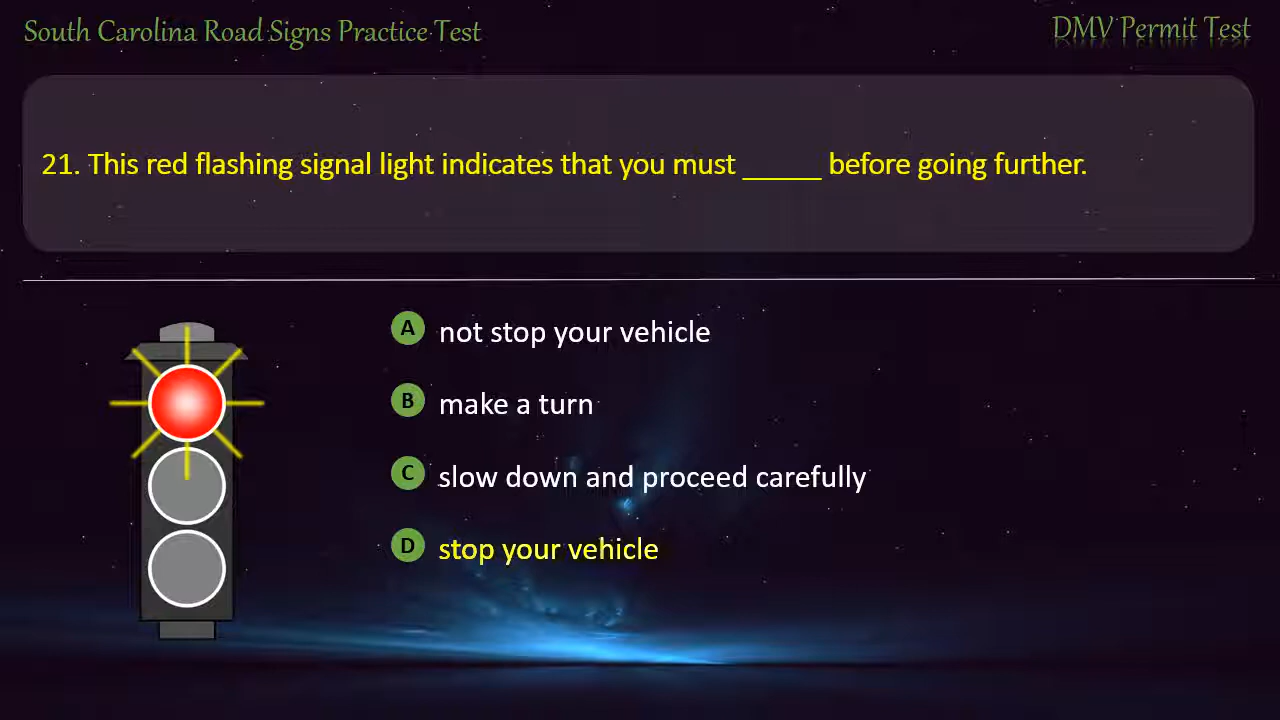 South Carolina Road Signs Practice Test
DMV Permit Test
21. This red flashing signal light indicates that you must _____ before going further.
A not stop your vehicle
B make a turn
C slow down and proceed carefully
D stop your vehicle